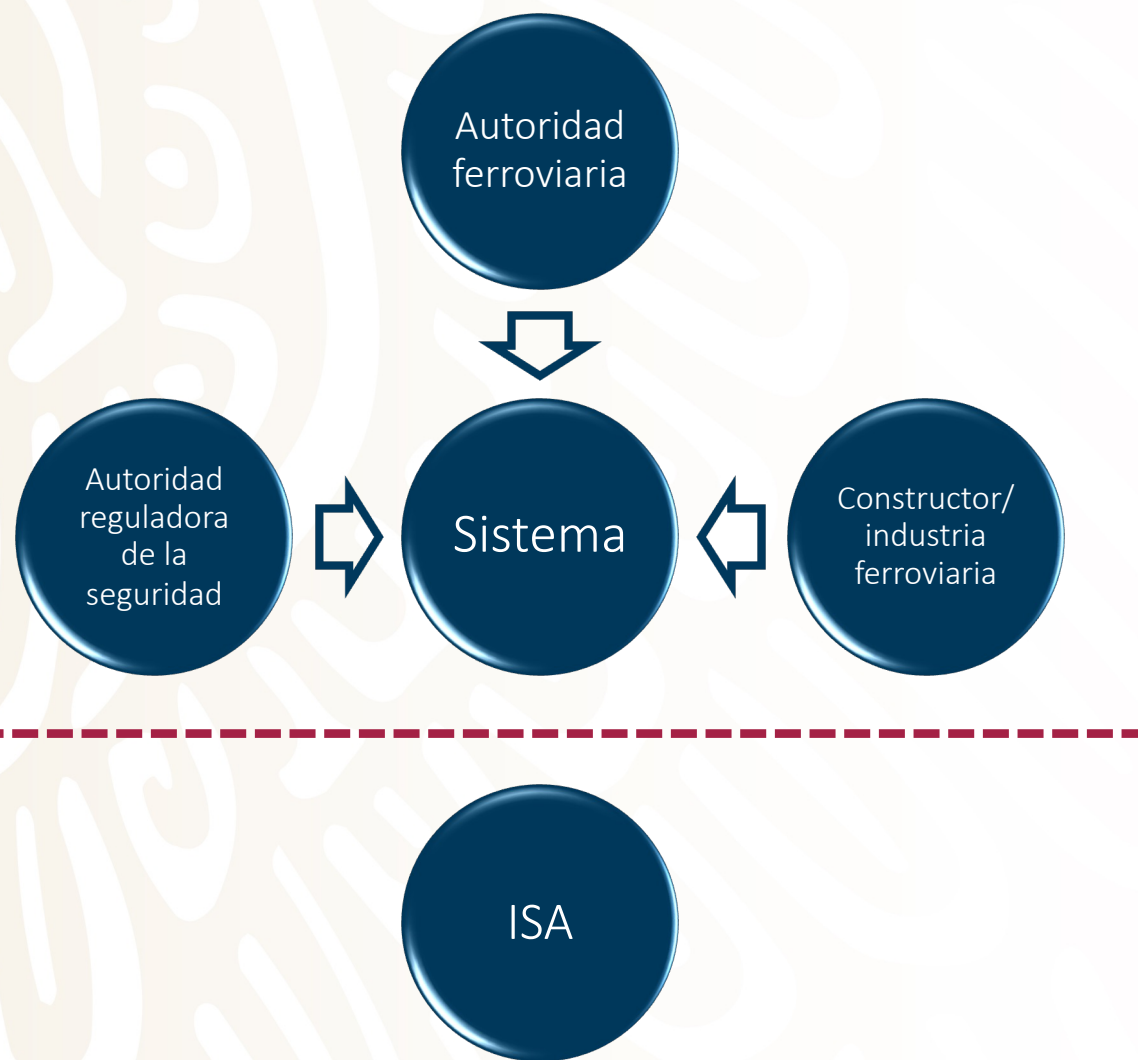 Autoridad
ferroviaria
Autoridad
reguladora
de la
seguridad
Sistema
Constructor/
industria
ferroviaria
ISA